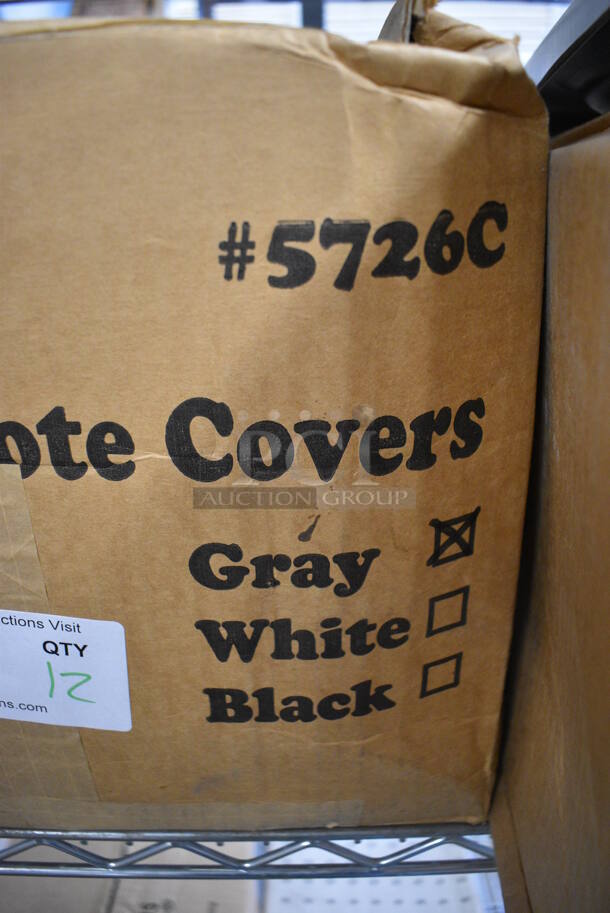 #5726C
ote Covers
AUCTION GROUP
Gray
White
Black
ctions Visit
QTY
12
ns.com